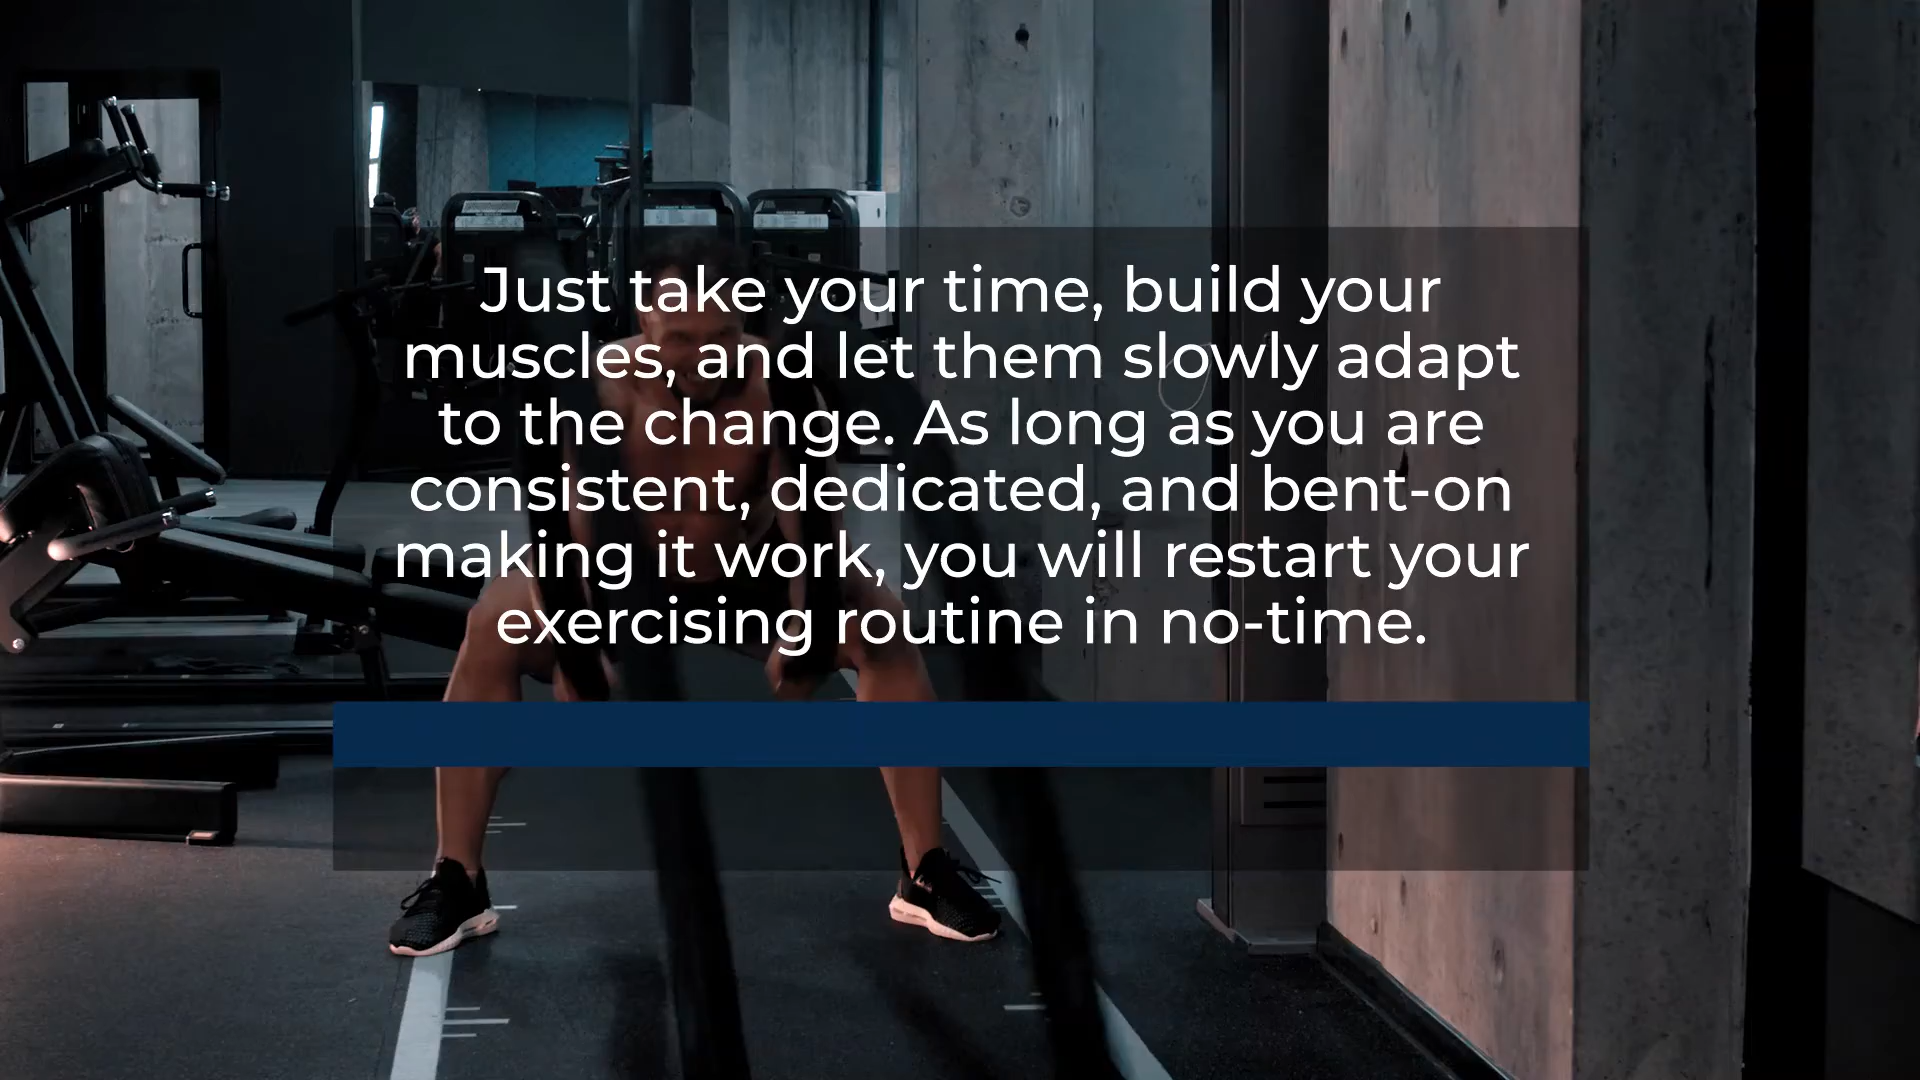 Just take your time, build your
muscles, and let them slowly adapt
to the change. As long as you are
consistent, dedicated, and bent-on
making it work, you will restart your
exercising routine in no-time.